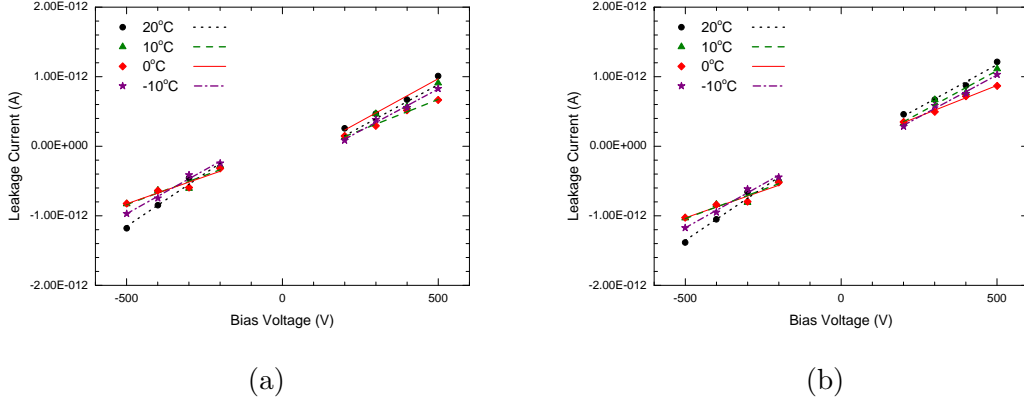 2.00E-012
1.00E-012
0.00E+000
-1.00E-012
-2.00E-012
Leakage Current (A)
20°C
10°C
0°C
-10°C
-500
0
500
Bias Voltage (V)
(a)
2.00E-012
1.00E-012
0.00E+000
-1.00E-012
-2.00E-012
Leakage Current (A)
20°C
10°C
0°C
-10°C
-500
0
500
Bias Voltage (V)
(b)